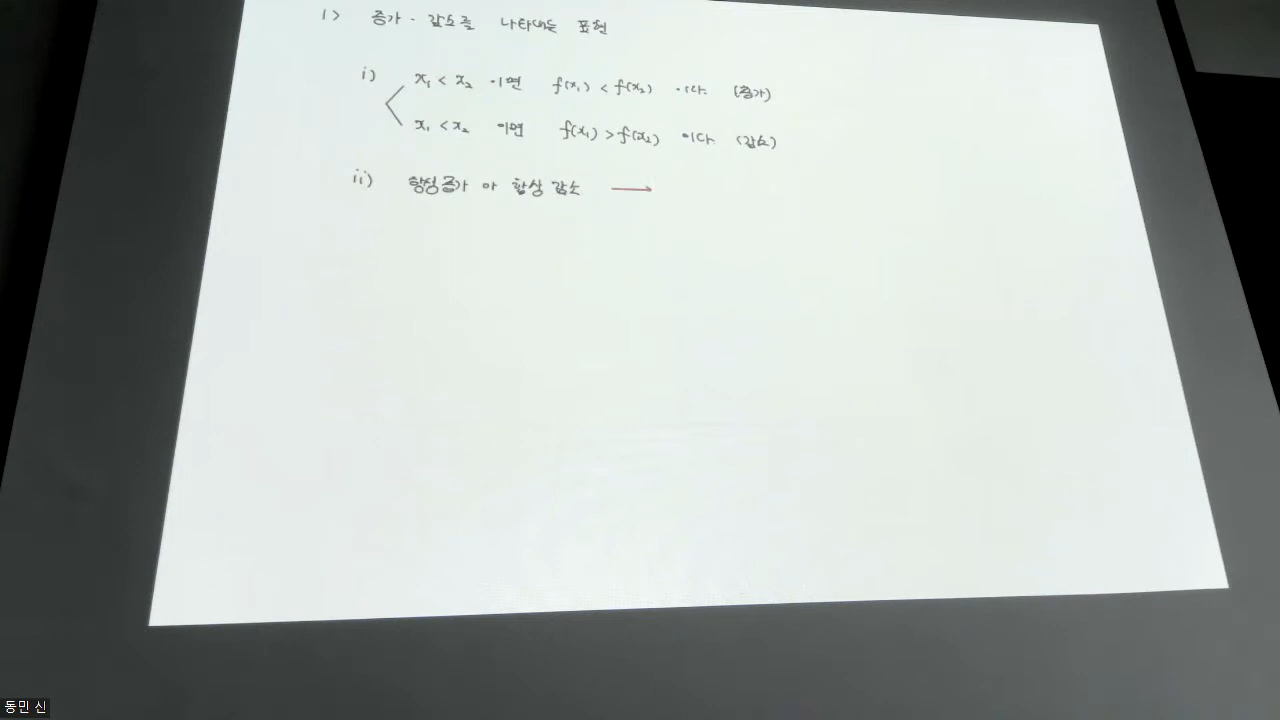 1> 증가 · 감소를 나타내는 표현
i) x₁ < x₂ 이면 f(x₁) < f(x₂) 이다. (증가)
x₁ < x₂ 이면 f(x₁) > f(x₂) 이다. (감소)
ii) 항상증가 아 항상 감소 →
동민 신